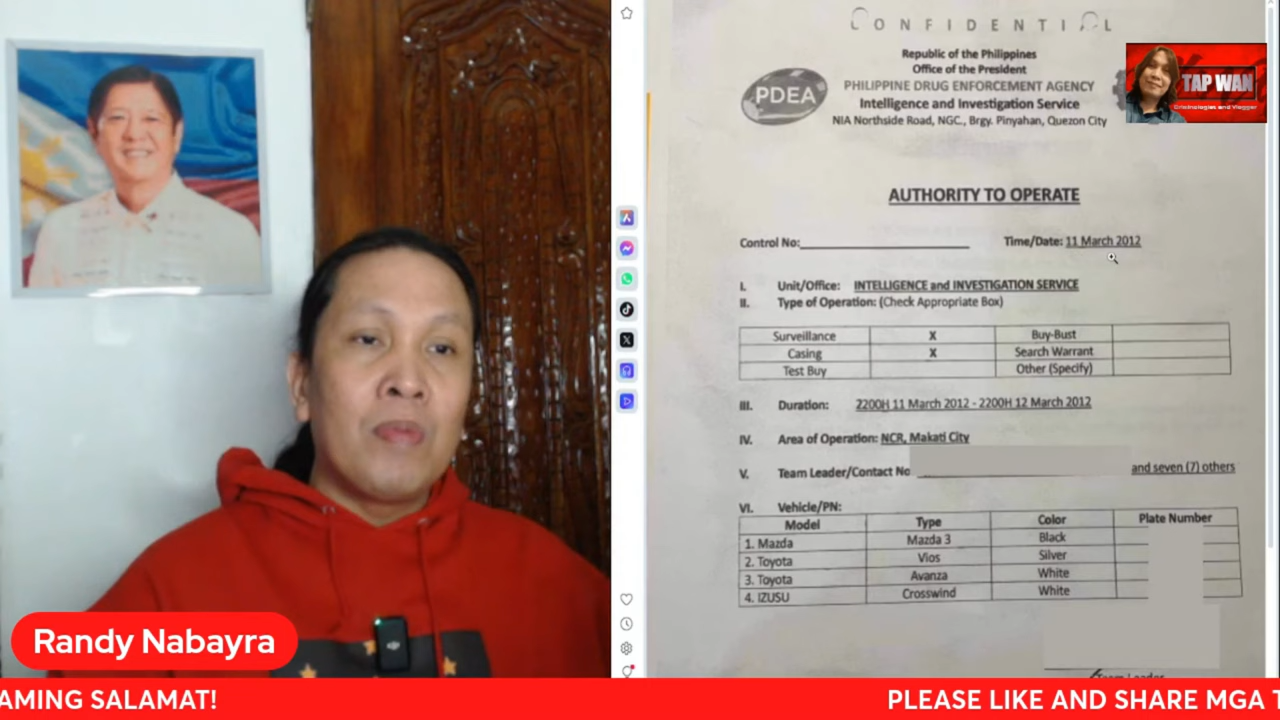 CONFIDENTIAL
Republic of the Philippines
Office of the President
PDEA
PHILIPPINE DRUG ENFORCEMENT AGENCY
Intelligence and Investigation Service
NIA Northside Road, NGC., Brgy. Pinyahan, Quezon City
TAP WAN
Criminologist and Vlogger
AUTHORITY TO OPERATE
Control No: Time/Date: 11 March 2012
I. Unit/Office: INTELLIGENCE and INVESTIGATION SERVICE
II. Type of Operation: (Check Appropriate Box)
Surveillance X Buy-Bust
Casing X Search Warrant
Test Buy Other (Specify)
III. Duration: 2200H 11 March 2012 - 2200H 12 March 2012
IV. Area of Operation: NCR, Makati City
V. Team Leader/Contact No and seven (7) others
VI. Vehicle/PN:
Model Type Color Plate Number
1. Mazda Mazda 3 Black
2. Toyota Vios Silver
3. Toyota Avanza White
4. IZUSU Crosswind White
Team Leader
Randy Nabayra
AMING SALAMAT! PLEASE LIKE AND SHARE MGA T